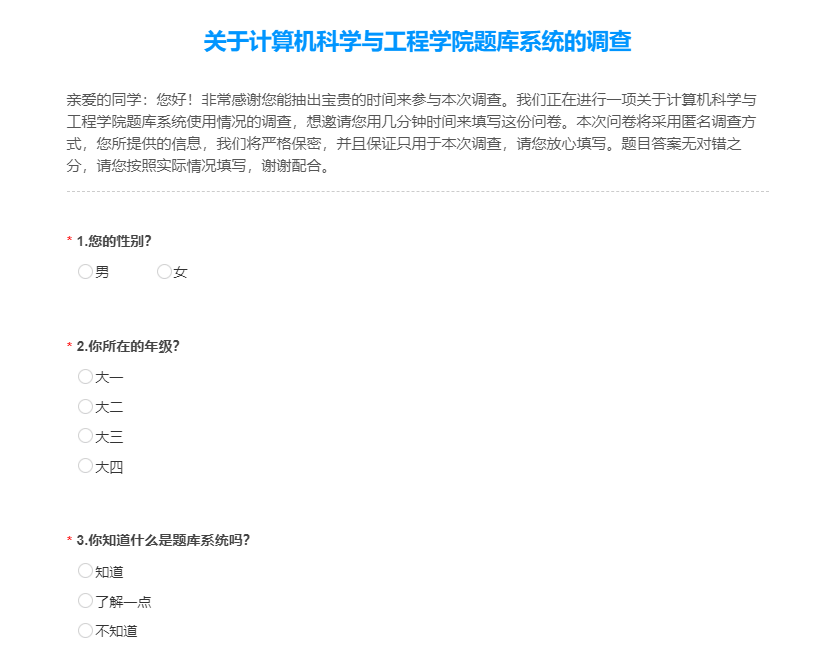 关于计算机科学与工程学院题库系统的调查
亲爱的同学：您好！非常感谢您能抽出宝贵的时间来参与本次调查。我们正在进行一项关于计算机科学与
工程学院题库系统使用情况的调查，想邀请您用几分钟时间来填写这份问卷。本次问卷将采用匿名调查方
式，您所提供的信息，我们将严格保密，并且保证只用于本次调查，请您放心填写。题目答案无对错之
分，请您按照实际情况填写，谢谢配合。
* 1.您的性别?
男 女
* 2.你所在的年级?
大一
大二
大三
大四
* 3.你知道什么是题库系统吗?
知道
了解一点
不知道